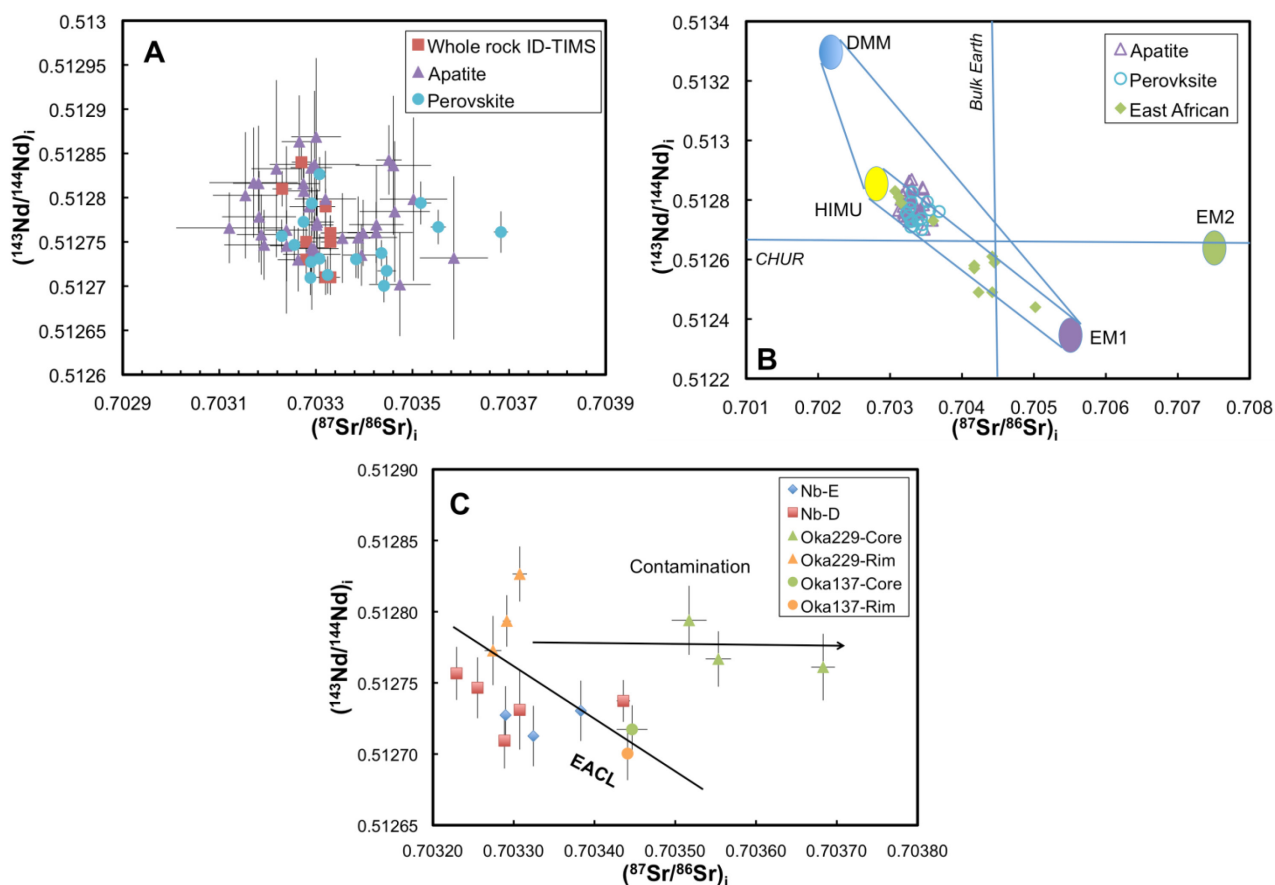 A
0.513
0.51295
0.5129
0.51285
0.5128
0.51275
0.5127
0.51265
0.5126
(¹⁴³Nd/¹⁴⁴Nd)ᵢ
Whole rock ID-TIMS
Apatite
Perovskite
0.7029
0.7031
0.7033
0.7035
0.7037
0.7039
(⁸⁷Sr/⁸⁶Sr)ᵢ
B
0.5134
0.5132
0.513
0.5128
0.5126
0.5124
0.5122
(¹⁴³Nd/¹⁴⁴Nd)ᵢ
DMM
Bulk Earth
Apatite
Perovksite
East African
HIMU
EM2
CHUR
EM1
0.701
0.702
0.703
0.704
0.705
0.706
0.707
0.708
(⁸⁷Sr/⁸⁶Sr)ᵢ
C
0.51290
0.51285
0.51280
0.51275
0.51270
0.51265
(¹⁴³Nd/¹⁴⁴Nd)ᵢ
Nb-E
Nb-D
Oka229-Core
Oka229-Rim
Oka137-Core
Oka137-Rim
Contamination
EACL
0.70320
0.70330
0.70340
0.70350
0.70360
0.70370
0.70380
(⁸⁷Sr/⁸⁶Sr)ᵢ